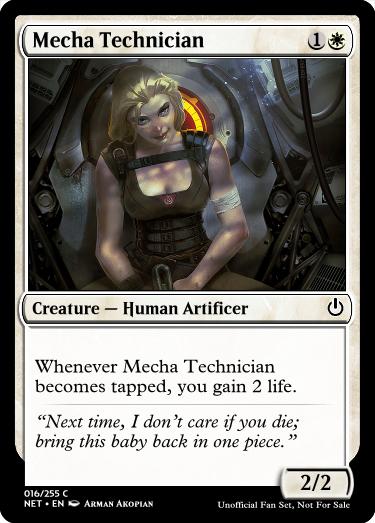 Mecha Technician 1
Creature — Human Artificer
Whenever Mecha Technician
becomes tapped, you gain 2 life.
“Next time, I don’t care if you die;
bring this baby back in one piece.”
2/2
016/255 C
NET • EN Arman Akopian
Unofficial Fan Set, Not For Sale